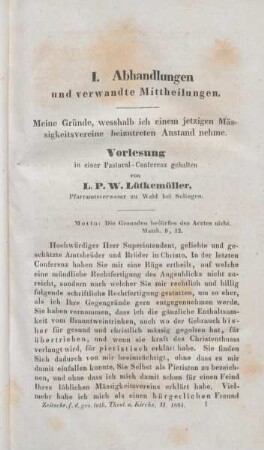 I. Abhandlungen
und verwandte Mittheilungen.
Meine Gründe, wesshalb ich einem jetzigen Mäs-
sigkeitsvereine beizutreten Anstand nehme.
Vorlesung
in einer Pastoral-Conferenz gehalten
von
L. P. W. Lütkemüller,
Pfarramtsverweser zu Wald bei Solingen.
Motto: Die Gesunden bedürfen des Arztes nicht.
Matth. 9, 12.
Hochwürdiger Herr Superintendent, geliebte und ge-
schätzte Amtsbrüder und Brüder in Christo. In der letzten
Conferenz haben Sie mir eine Rüge ertheilt, auf welche
eine mündliche Rechtfertigung des Augenblicks nicht zu-
reicht, sondern nach welcher Sie mir rechtlich und billig
folgende Rechtfertigung gestatten, um so eher, als
ich Ihre Gegengründe gern entgegennehmen werde.
Sie haben vernommen, dass ich die gänzliche Enthaltsam-
keit vom Branntweintrinken, da wo der Gebrauch bis-
her für gesund und christlich mässig gegolten hat, für
übertrieben, und wenn sie kraft des Christenthums
verlangt wird, für pietistisch erklärt habe. Sie finden
Sich dadurch von mir beeinträchtigt, ohne dass es mir
damit einfallen konnte, Sie Selbst als Pietisten zu bezeich-
nen, und ohne dass ich mich damit schon für einen Feind
Ihres löblichen Mässigkeitsvereins erklärt habe. Viel-
mehr habe ich mich als einen bürgerlichen Freund
Zeitschr. f. d. ges. luth. Theol. u. Kirche. II. 1841. 1